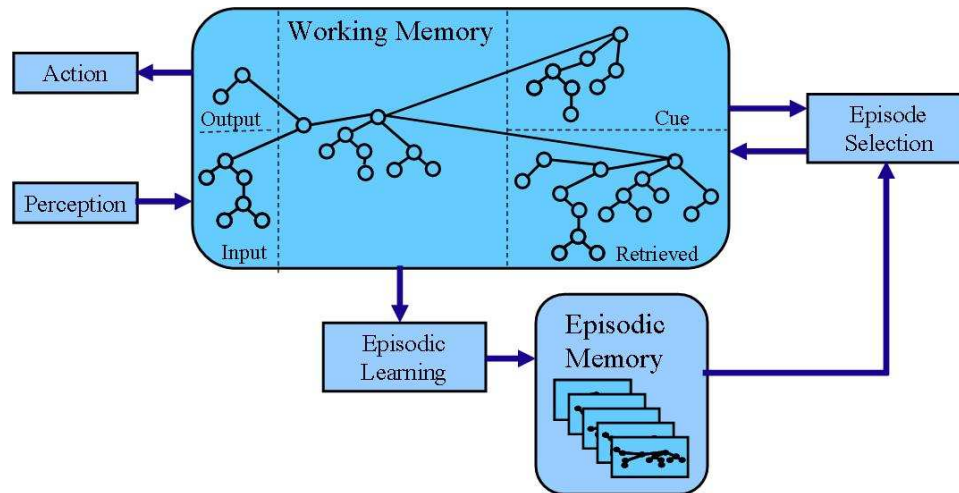 Working Memory
Action
Output
Cue
Episode
Selection
Perception
Input
Retrieved
Episodic
Learning
Episodic
Memory